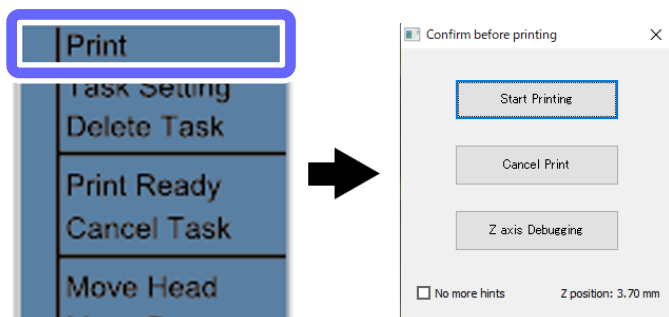 Print
Task Setting
Delete Task
Print Ready
Cancel Task
Move Head
Confirm before printing
Start Printing
Cancel Print
Z axis Debugging
No more hints
Z position: 3.70 mm